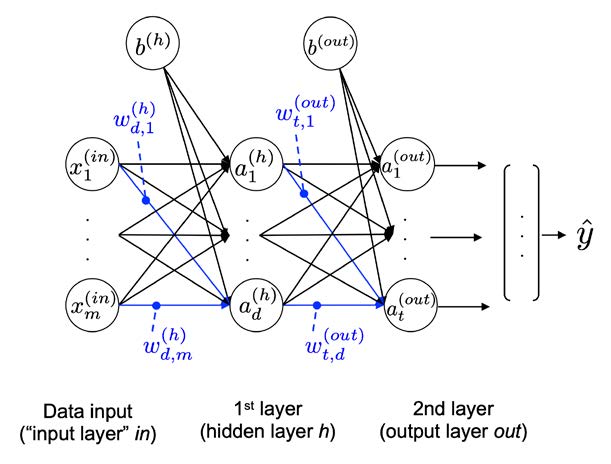 b^{(h)} b^{(out)}
w_{d,1}^{(h)} w_{t,1}^{(out)}
x_1^{(in)} a_1^{(h)} a_1^{(out)}
ŷ
x_m^{(in)} a_d^{(h)} a_t^{(out)}
w_{d,m}^{(h)} w_{t,d}^{(out)}
Data input 1st layer 2nd layer
(“input layer” in) (hidden layer h) (output layer out)